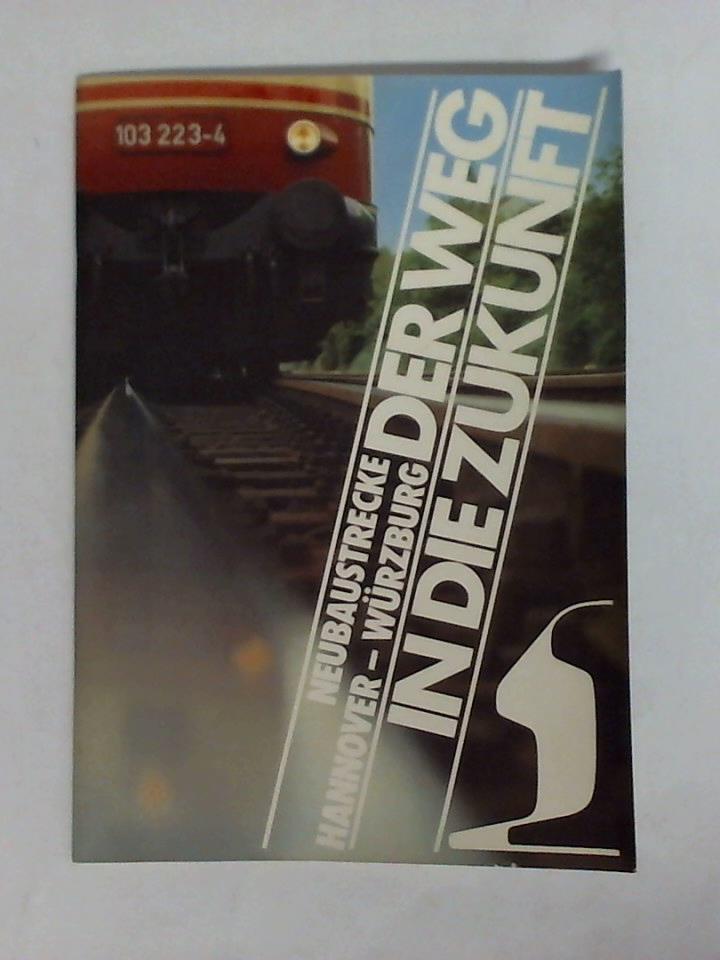 103 223-4
NEUBAUSTRECKE
HANNOVER – WÜRZBURG
DER WEG
IN DIE ZUKUNFT